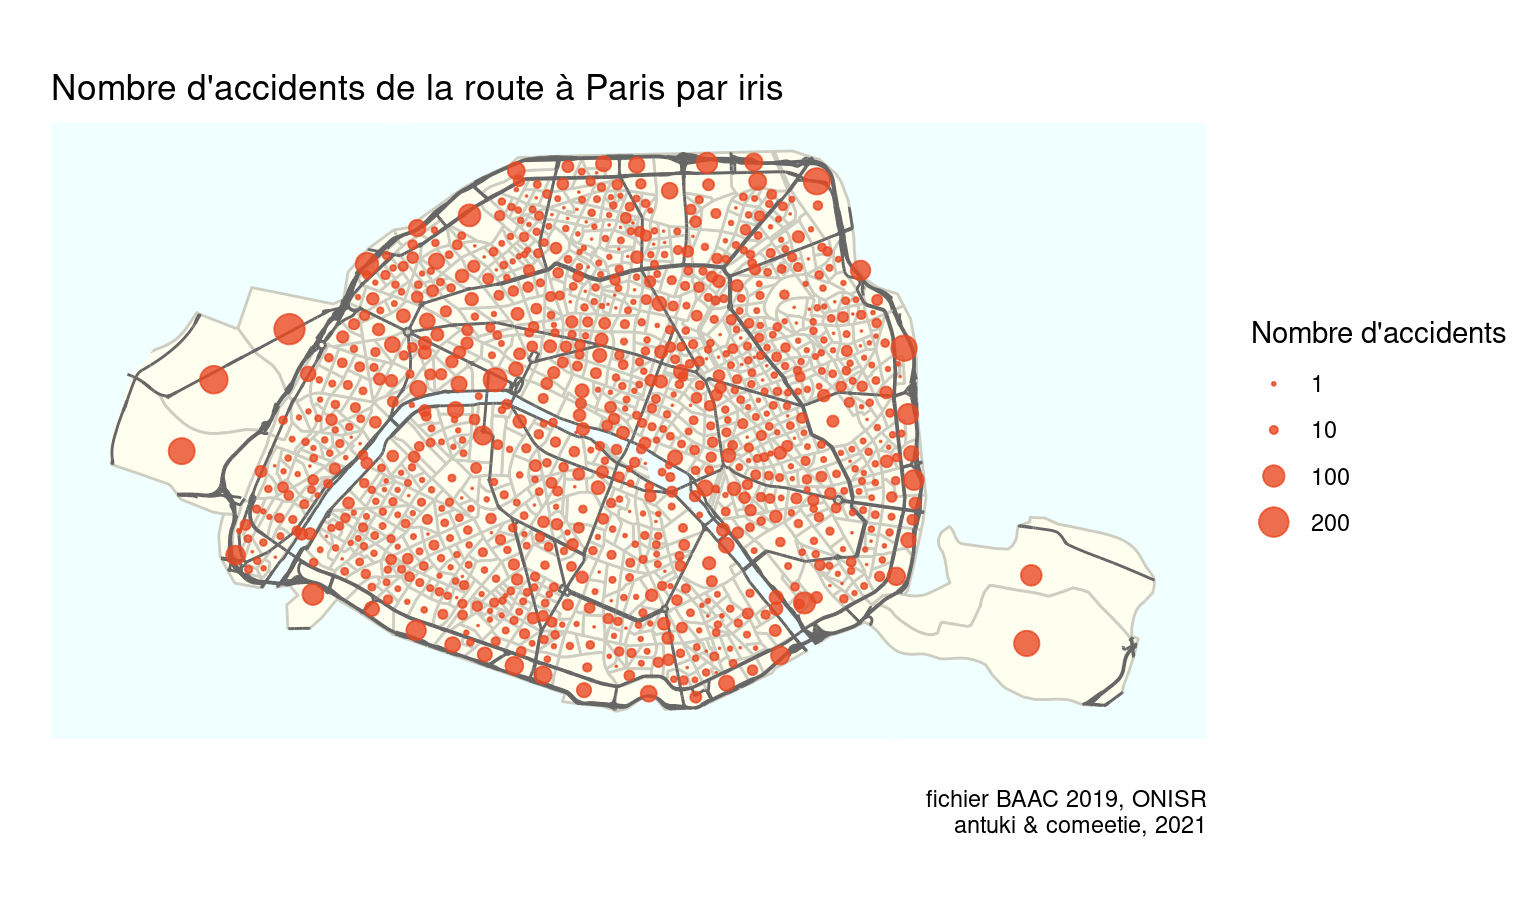 Nombre d'accidents de la route à Paris par iris
Nombre d'accidents
1
10
100
200
fichier BAAC 2019, ONISR
antuki & comeetie, 2021